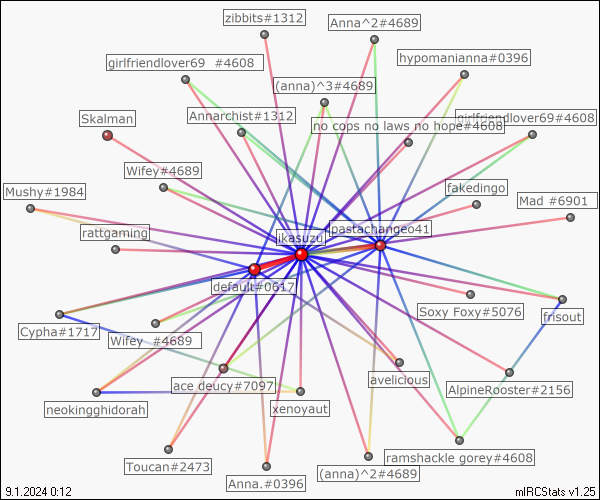 zibbits#1312
Anna^2#4689
girlfriendlover69  #4608
hypomanianna#0396
(anna)^3#4689
Annarchist#1312
Skalman
no cops no laws no hope#4608
girlfriendlover69#4608
Wifey#4689
Mushy#1984
fakedingo
Mad #6901
rattgaming
ikasuzu
pastachangeo41
default#0617
Soxy Foxy#5076
frisout
Cypha#1717
Wifey  #4689
ace deucy#7097
avelicious
AlpineRooster#2156
neokingghidorah
xenoyaut
ramshackle gorey#4608
Toucan#2473
Anna.#0396
(anna)^2#4689
9.1.2024 0:12
mIRCStats v1.25